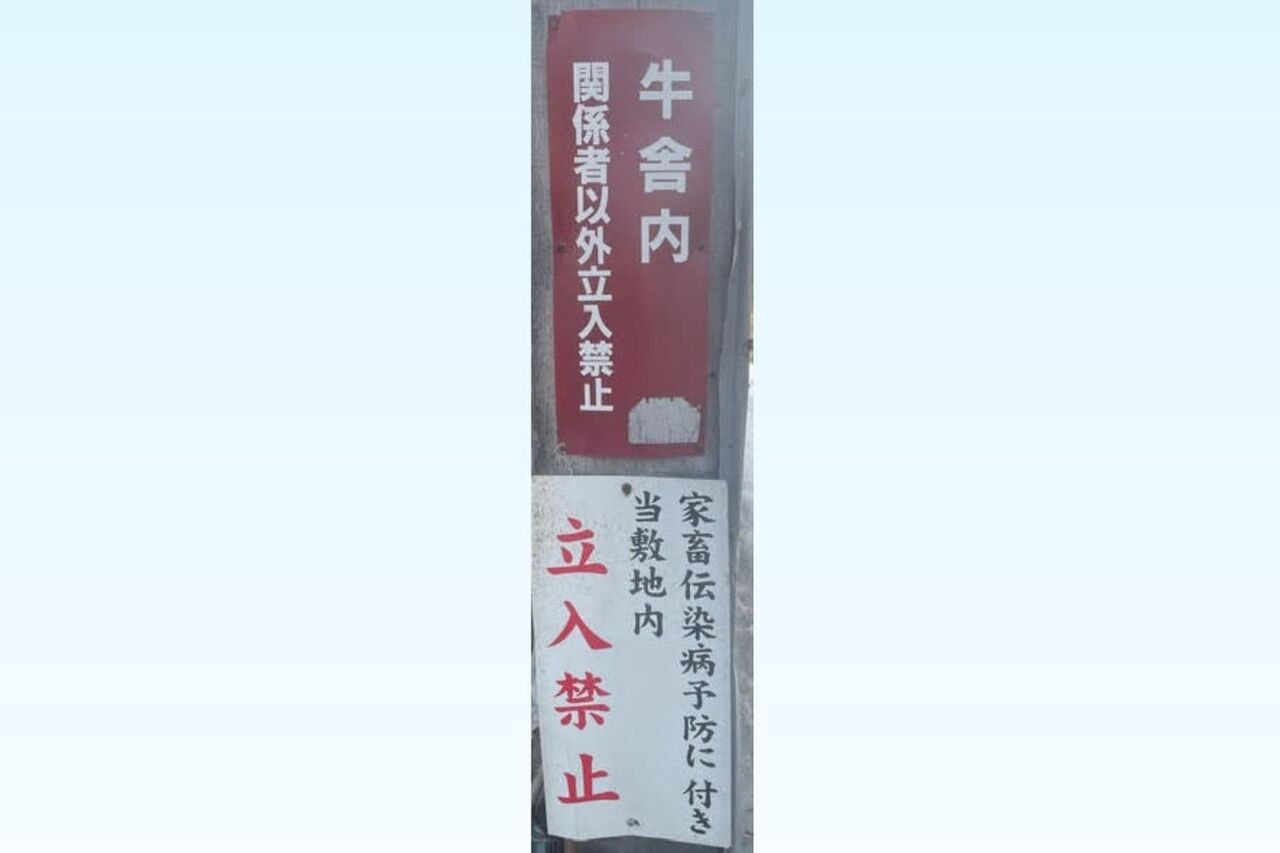 牛舎内
関係者以外立入禁止
家畜伝染病予防に付き
当敷地内
立入禁止